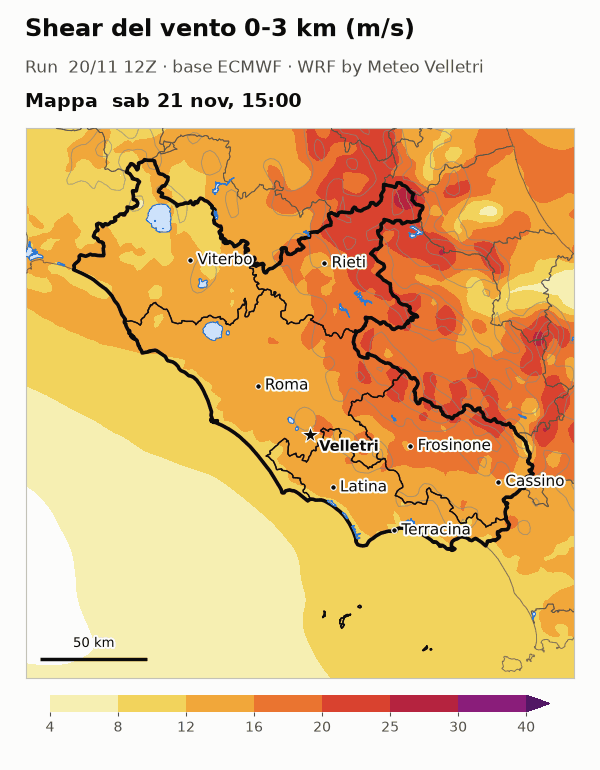 Shear del vento 0-3 km (m/s)
Run  20/11 12Z · base ECMWF · WRF by Meteo Velletri
Mappa  sab 21 nov, 15:00
Viterbo
Rieti
Roma
Velletri
Frosinone
Cassino
Latina
Terracina
50 km
4 8 12 16 20 25 30 40